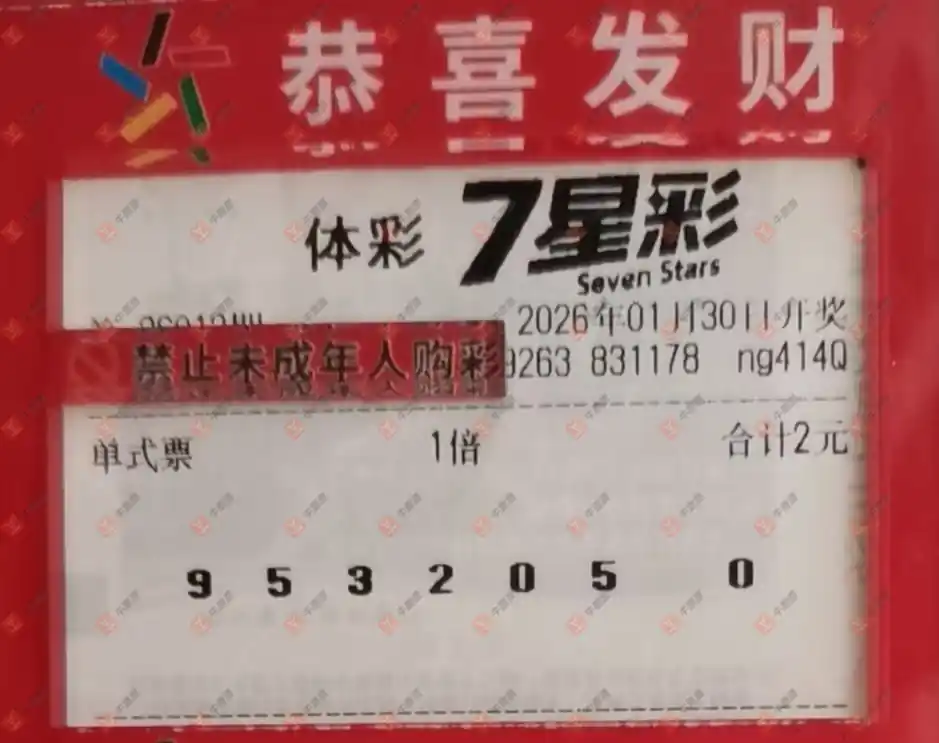 恭喜发财
体彩 7星彩
Seven Stars
2026年01月30日开奖
禁止未成年人购彩
9263 831178 ng414Q
单式票 1倍 合计2元
9 5 3 2 0 5 0